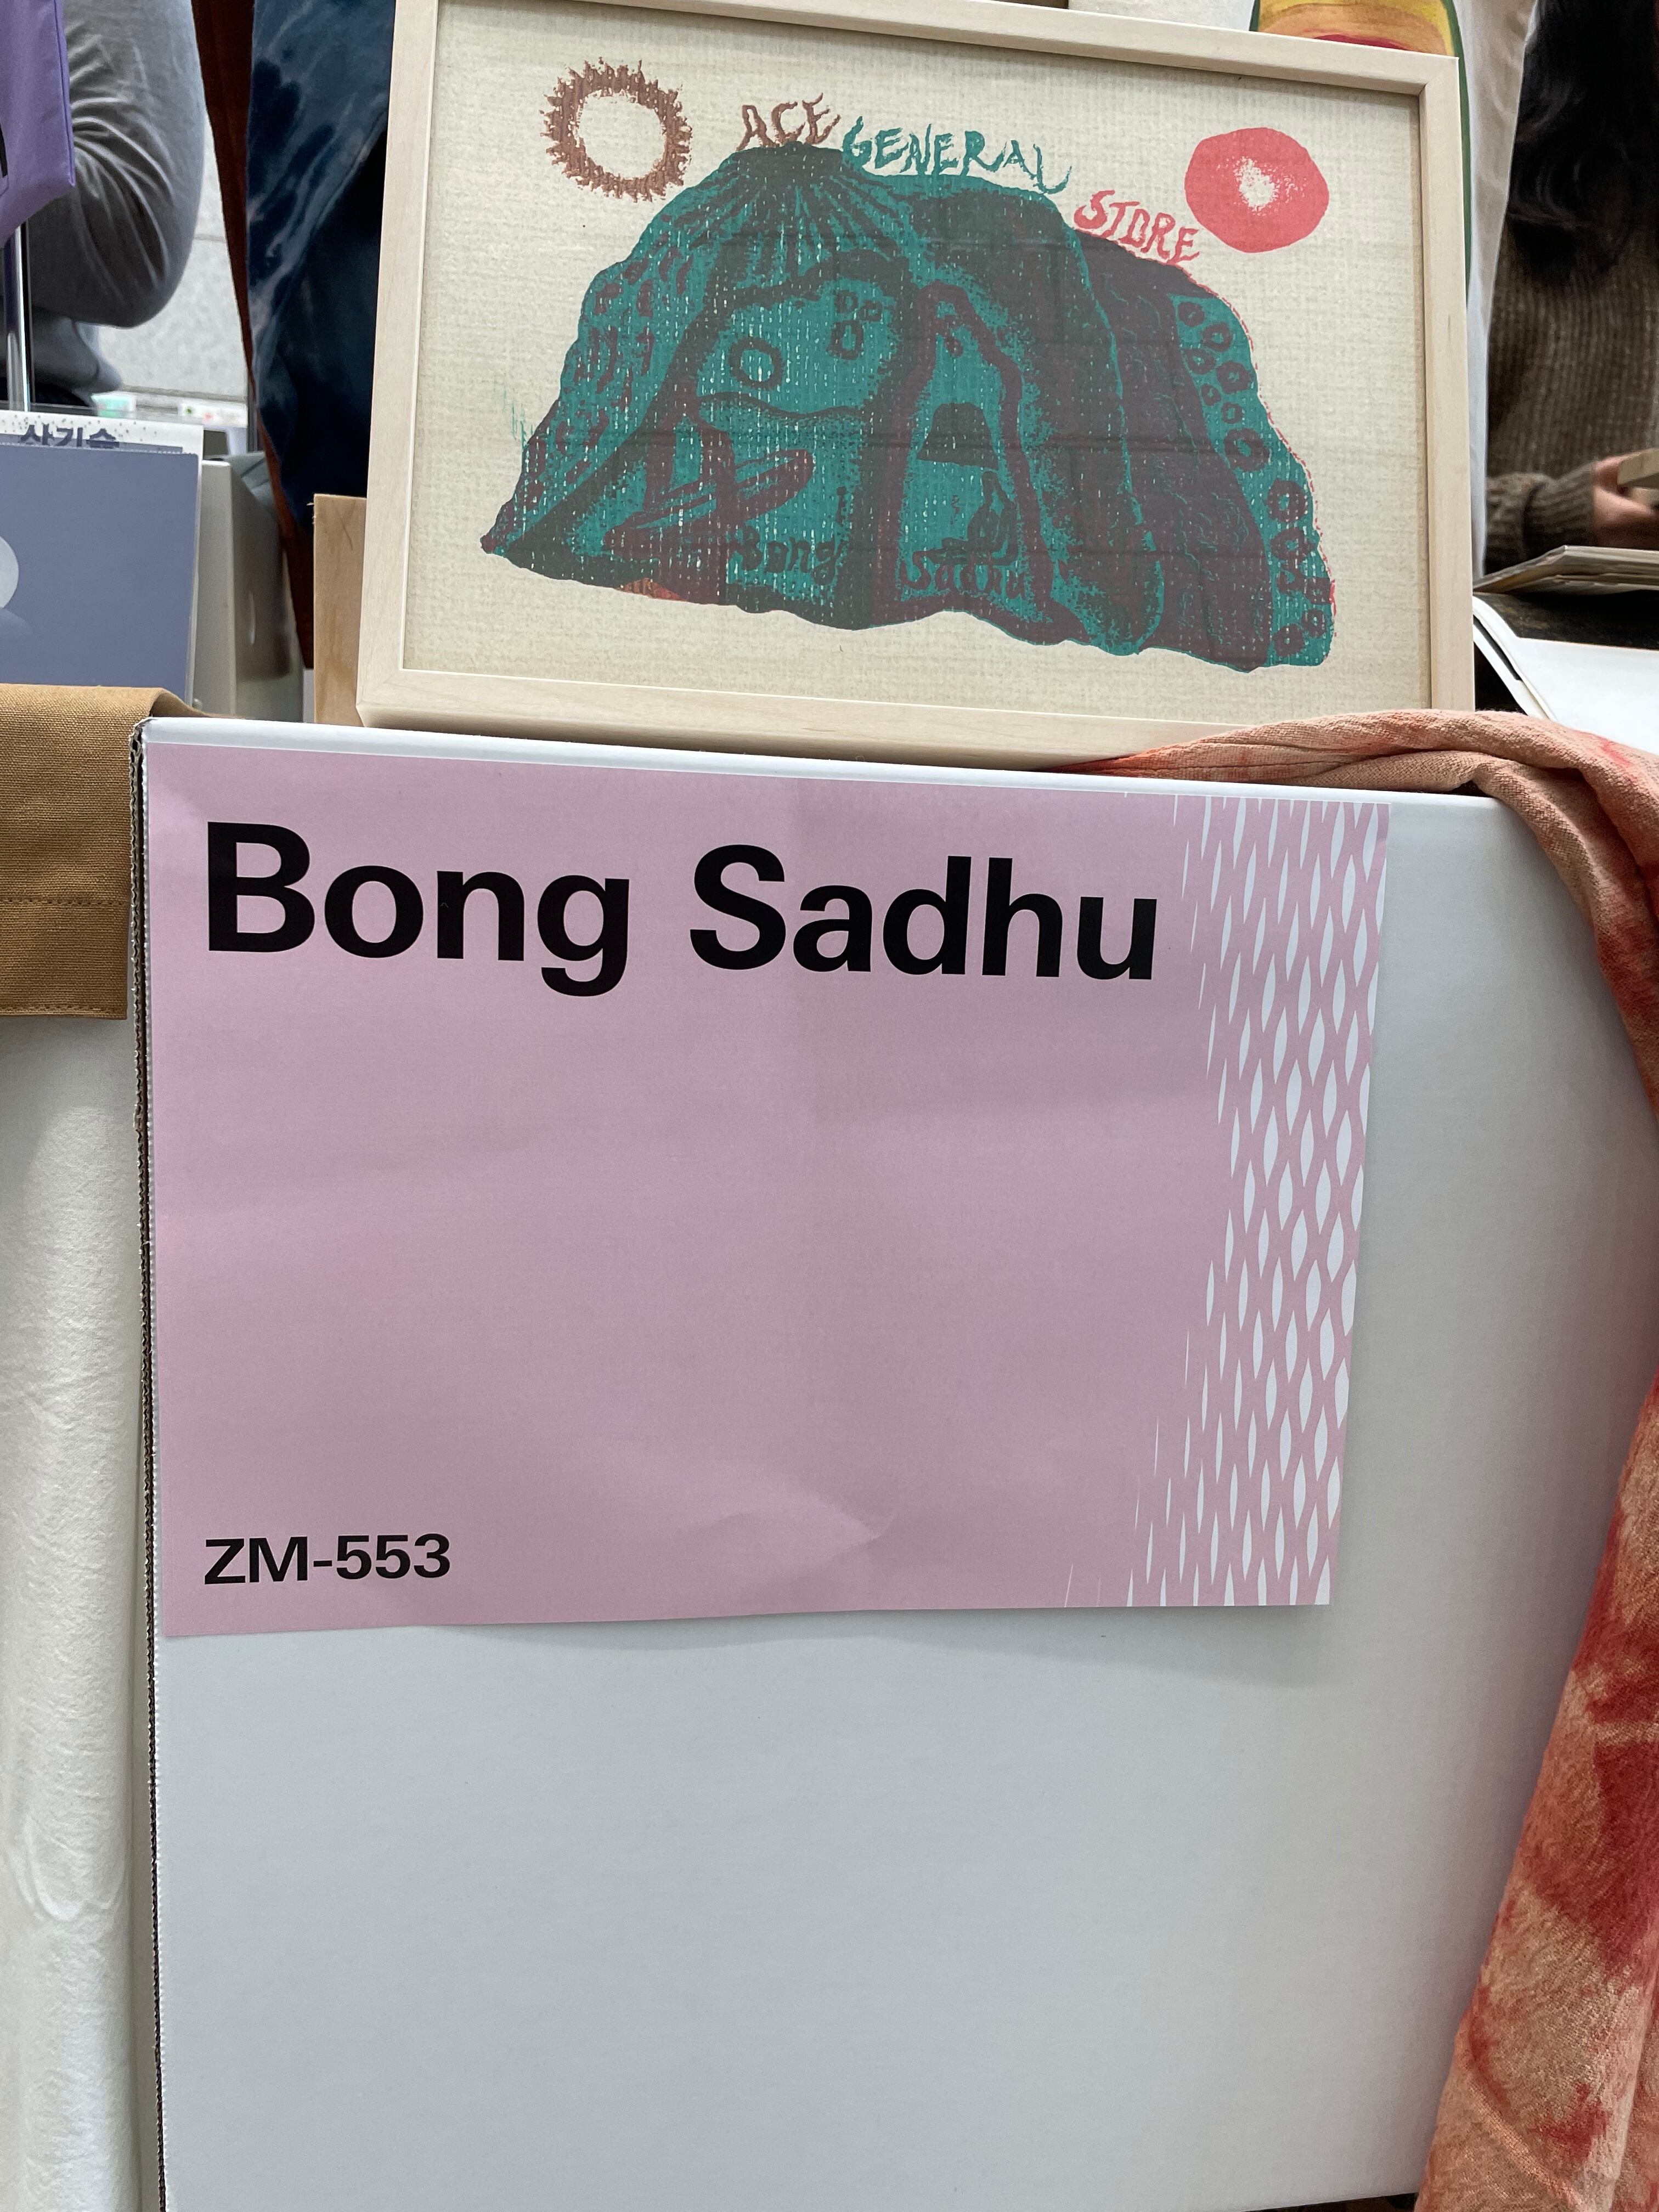 ACE GENERAL STORE
Bong Sadhu
Bong Sadhu
ZM-553